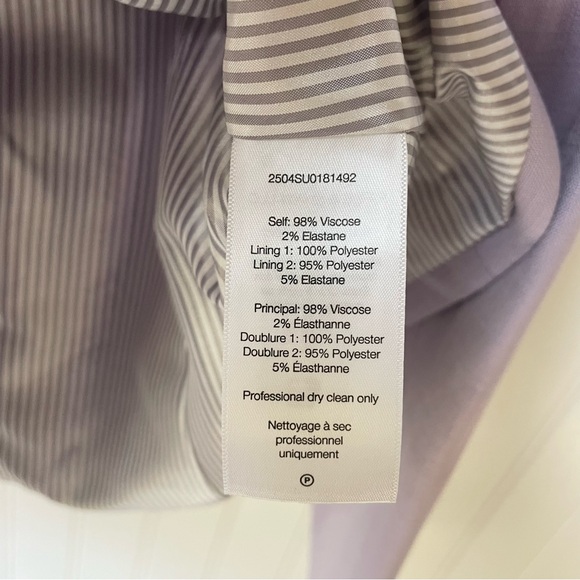 2504SU0181492
Self: 98% Viscose
2% Elastane
Lining 1: 100% Polyester
Lining 2: 95% Polyester
5% Elastane
Principal: 98% Viscose
2% Élasthanne
Doublure 1: 100% Polyester
Doublure 2: 95% Polyester
5% Élasthanne
Professional dry clean only
Nettoyage à sec
professionnel
uniquement
P